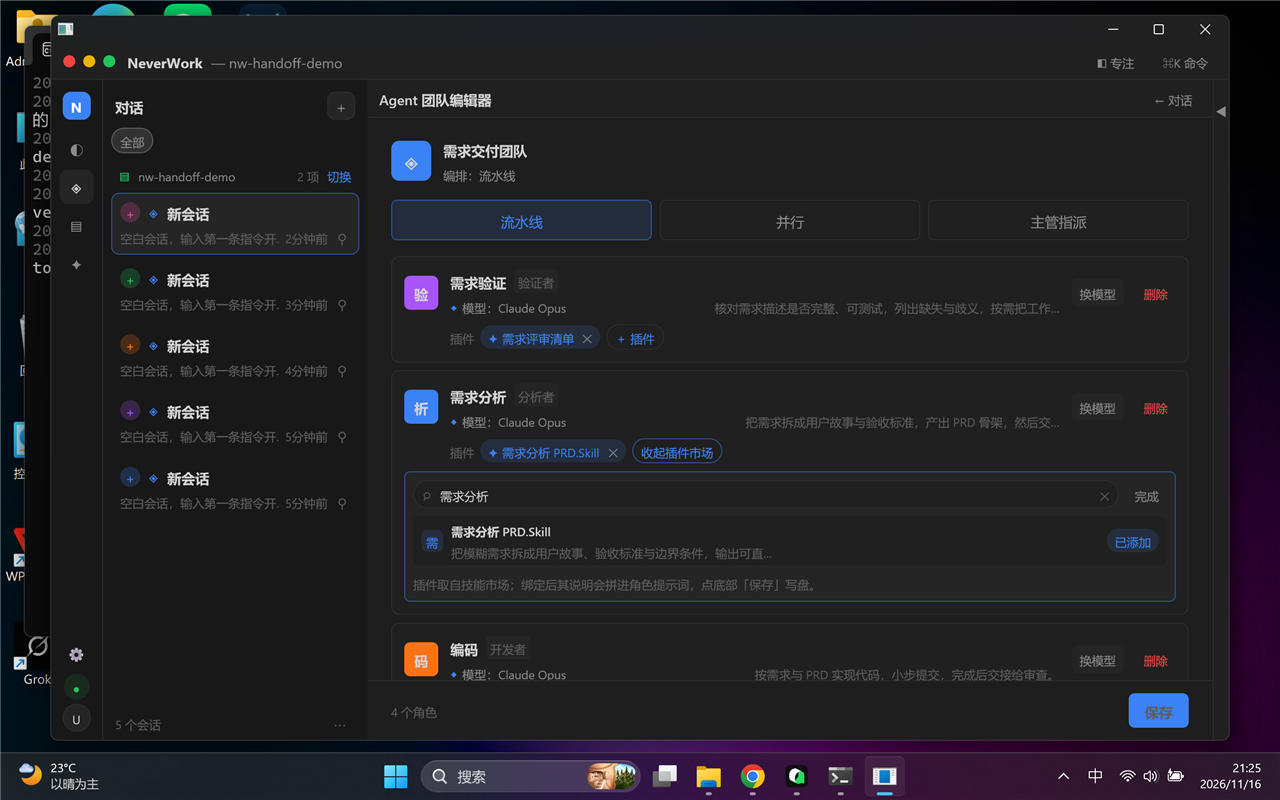 NeverWork — nw-handoff-demo
专注
⌘K 命令
N
对话
+
全部
nw-handoff-demo
2 项 切换
+ 新会话
空白会话，输入第一条指令开. 2分钟前
+ 新会话
空白会话，输入第一条指令开. 3分钟前
+ 新会话
空白会话，输入第一条指令开. 4分钟前
+ 新会话
空白会话，输入第一条指令开. 5分钟前
+ 新会话
空白会话，输入第一条指令开. 5分钟前
U
5 个会话
...
Agent 团队编辑器
← 对话
需求交付团队
编排：流水线
流水线
并行
主管指派
验
需求验证 验证者
模型：Claude Opus
核对需求描述是否完整、可测试，列出缺失与歧义，按需把工作...
换模型
删除
插件 需求评审清单 + 插件
析
需求分析 分析者
模型：Claude Opus
把需求拆成用户故事与验收标准，产出 PRD 骨架，然后交...
换模型
删除
插件 需求分析 PRD.Skill 收起插件市场
需求分析
完成
需
需求分析 PRD.Skill
把模糊需求拆成用户故事、验收标准与边界条件，输出可直...
已添加
插件取自技能市场；绑定后其说明会拼进角色提示词，点底部「保存」写盘。
码
编码 开发者
模型：Claude Opus
按需求与 PRD 实现代码，小步提交，完成后交接给审查。
换模型
删除
4 个角色
保存
20
20
的
20
de
20
20
ve
20
20
to
Grok
23°C
以晴为主
搜索
中
21:25
2026/11/16